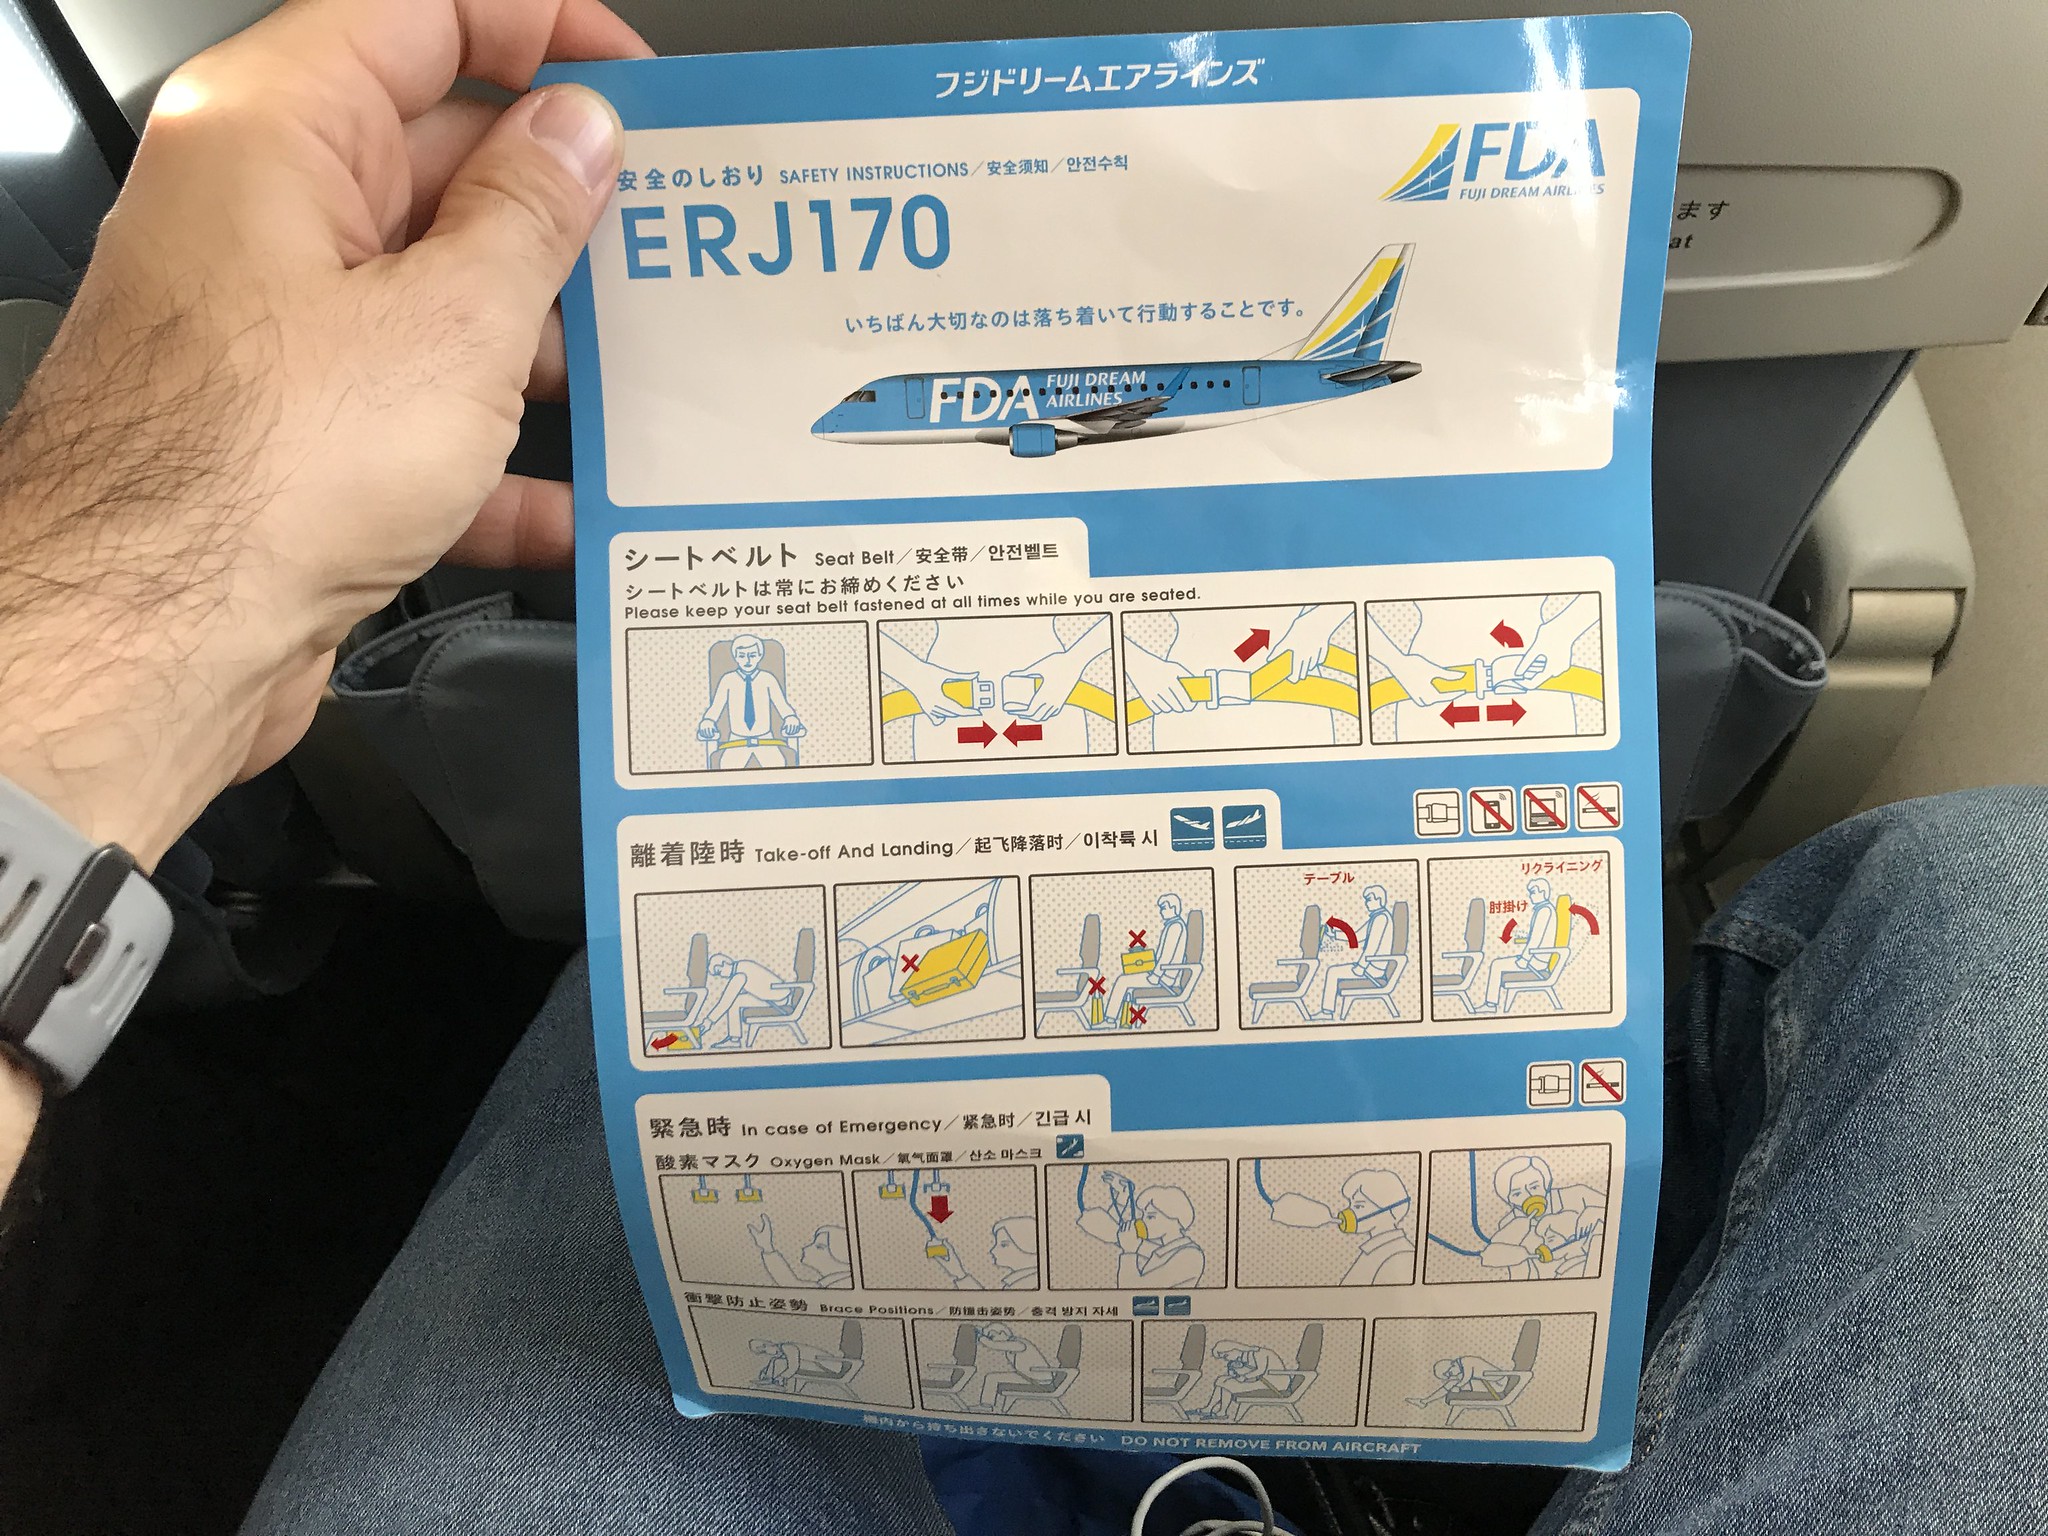 フジドリームエアラインズ
安全のしおり SAFETY INSTRUCTIONS／安全须知／안전수칙
FDA
FUJI DREAM AIRLINES
ERJ170
ます
at
いちばん大切なのは落ち着いて行動することです。
FDA FUJI DREAM
AIRLINES
シートベルト Seat Belt／安全带／안전벨트
シートベルトは常にお締めください
Please keep your seat belt fastened at all times while you are seated.
離着陸時 Take-off And Landing／起飞降落时／이착륙 시
テーブル
リクライニング
肘掛け
緊急時 In case of Emergency／紧急时／긴급 시
酸素マスク Oxygen Mask／氧气面罩／산소 마스크
衝撃防止姿勢 Brace Positions／防撞击姿势／충격 방지 자세
機内から持ち出さないでください DO NOT REMOVE FROM AIRCRAFT